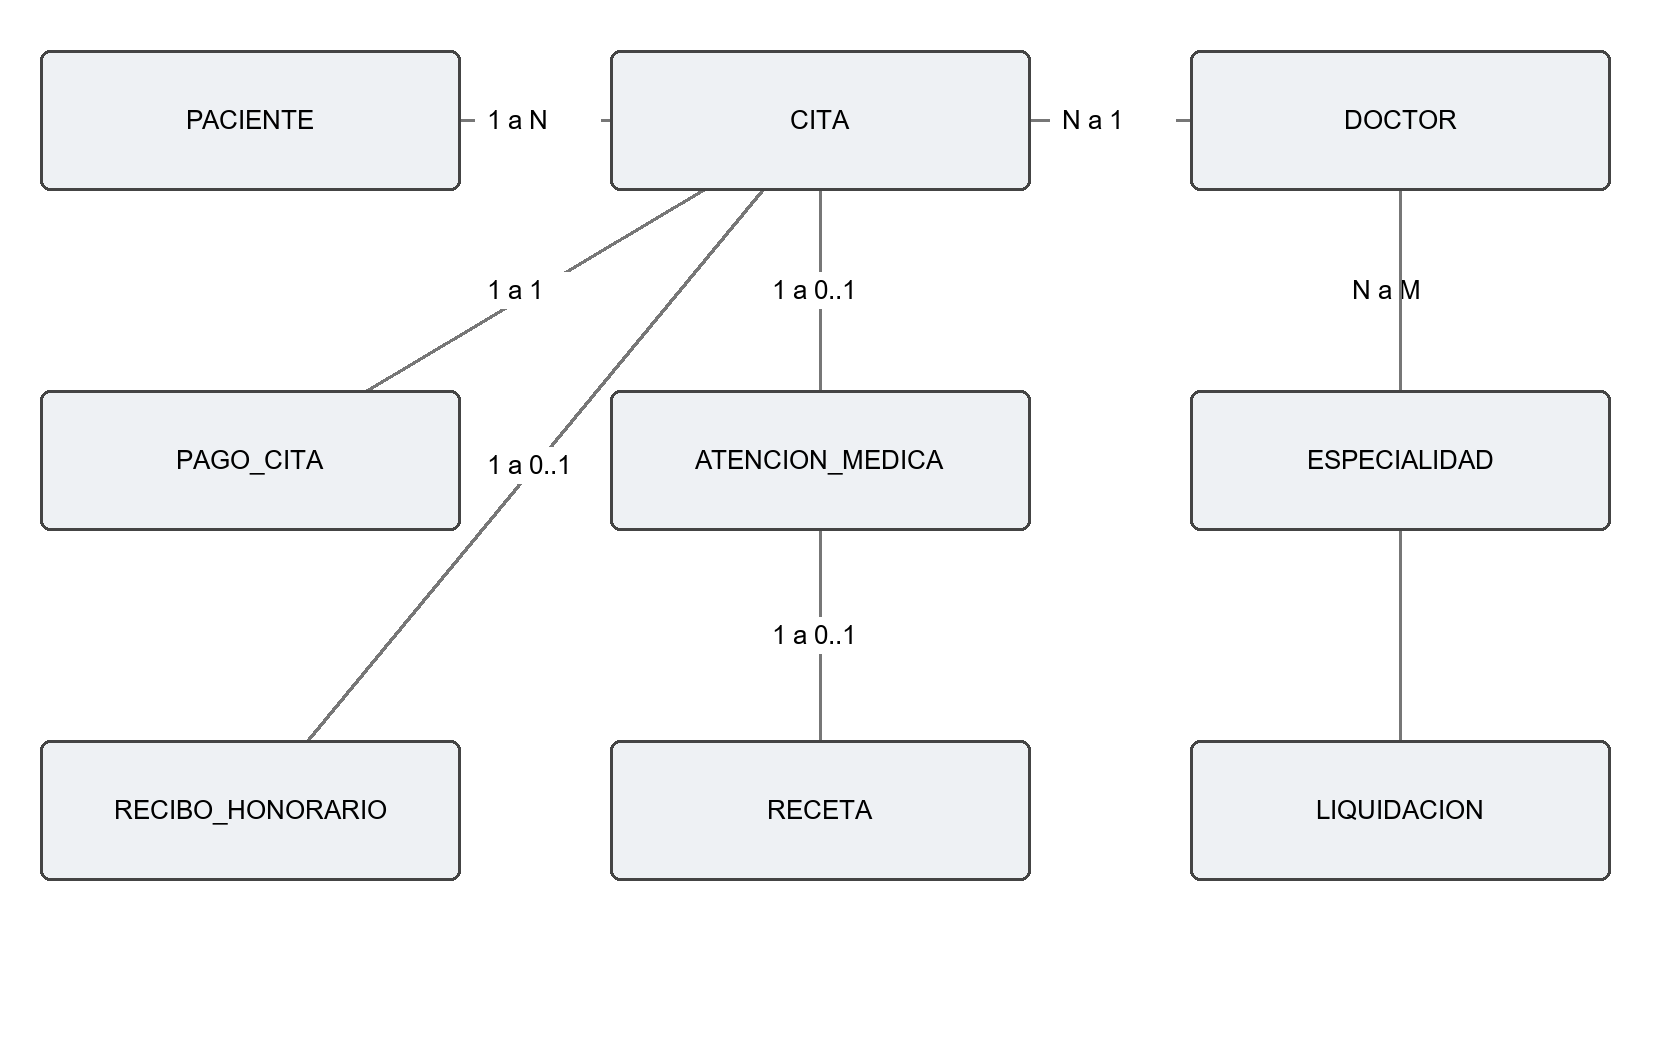 PACIENTE
1 a N
CITA
N a 1
DOCTOR
1 a 1
1 a 0..1
N a M
PAGO_CITA
1 a 0..1
ATENCION_MEDICA
ESPECIALIDAD
1 a 0..1
RECIBO_HONORARIO
RECETA
LIQUIDACION